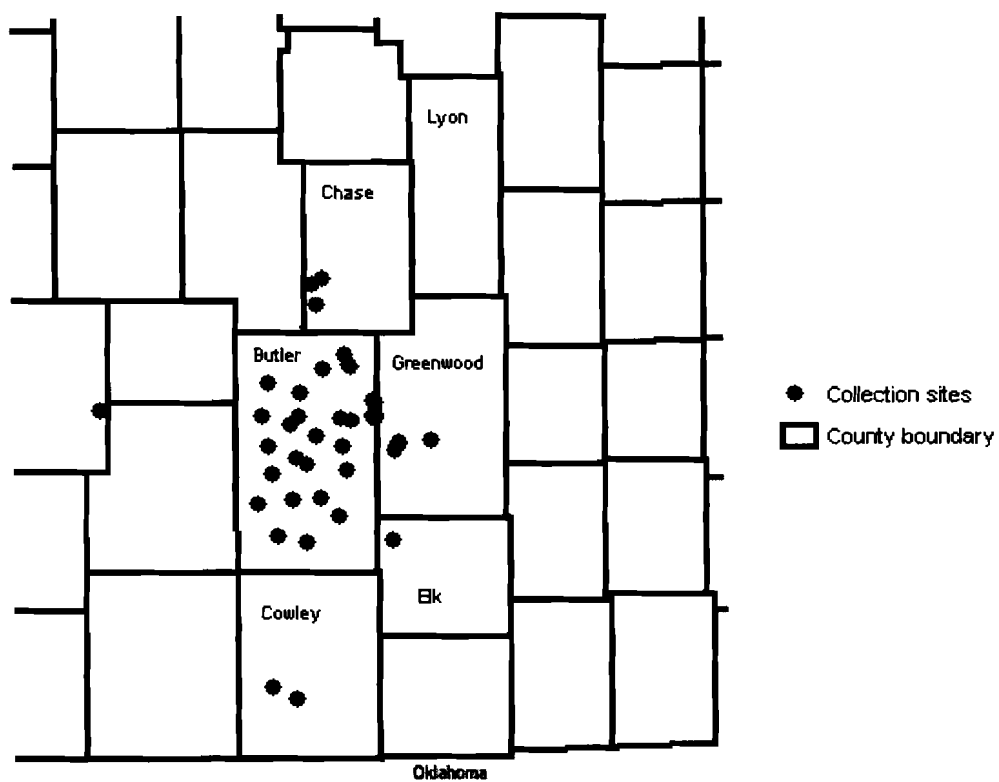 Lyon
Chase
Butler
Greenwood
Collection sites
County boundary
Elk
Cowley
Oklahoma